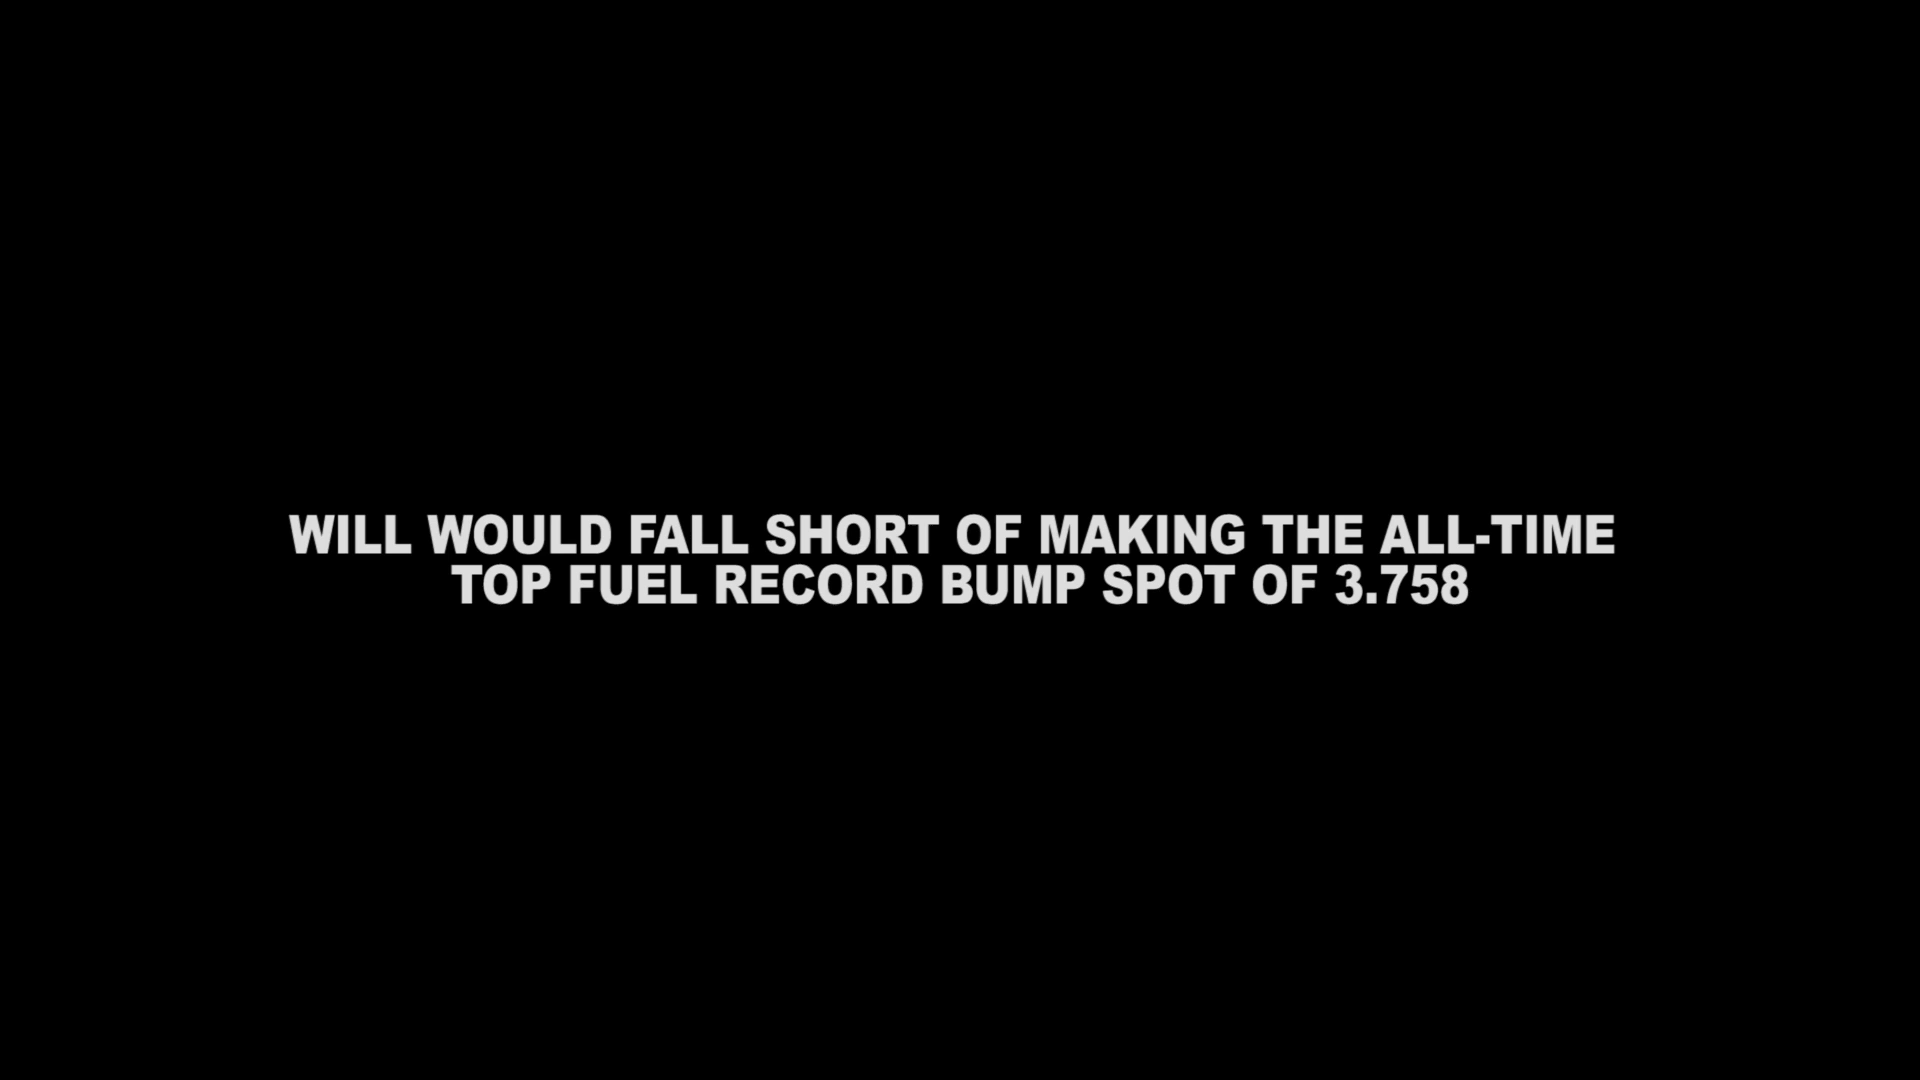 WILL WOULD FALL SHORT OF MAKING THE ALL-TIME
TOP FUEL RECORD BUMP SPOT OF 3.758